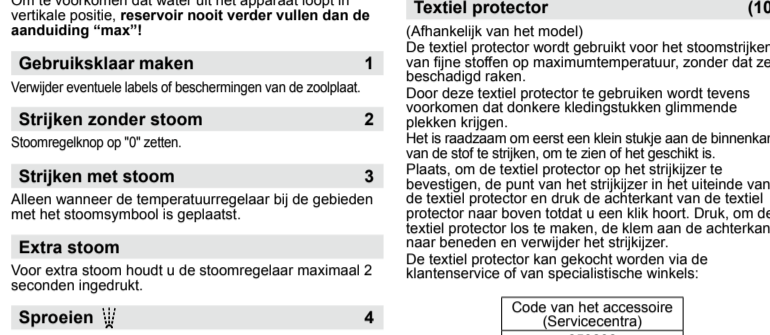 Om te voorkomen dat water uit het apparaat loopt in
vertikale positie, reservoir nooit verder vullen dan de
aanduiding “max”!
Gebruiksklaar maken 1
Verwijder eventuele labels of beschermingen van de zoolplaat.
Strijken zonder stoom 2
Stoomregelknop op "0" zetten.
Strijken met stoom 3
Alleen wanneer de temperatuurregelaar bij de gebieden
met het stoomsymbool is geplaatst.
Extra stoom
Voor extra stoom houdt u de stoomregelaar maximaal 2
seconden ingedrukt.
Sproeien 4
Textiel protector (10
(Afhankelijk van het model)
De textiel protector wordt gebruikt voor het stoomstrijken
van fijne stoffen op maximumtemperatuur, zonder dat ze
beschadigd raken.
Door deze textiel protector te gebruiken wordt tevens
voorkomen dat donkere kledingstukken glimmende
plekken krijgen.
Het is raadzaam om eerst een klein stukje aan de binnenkan
van de stof te strijken, om te zien of het geschikt is.
Plaats, om de textiel protector op het strijkijzer te
bevestigen, de punt van het strijkijzer in het uiteinde van
de textiel protector en druk de achterkant van de textiel
protector naar boven totdat u een klik hoort. Druk, om de
textiel protector los te maken, de klem aan de achterkan
naar beneden en verwijder het strijkijzer.
De textiel protector kan gekocht worden via de
klantenservice of van specialistische winkels:
Code van het accessoire
(Servicecentra)